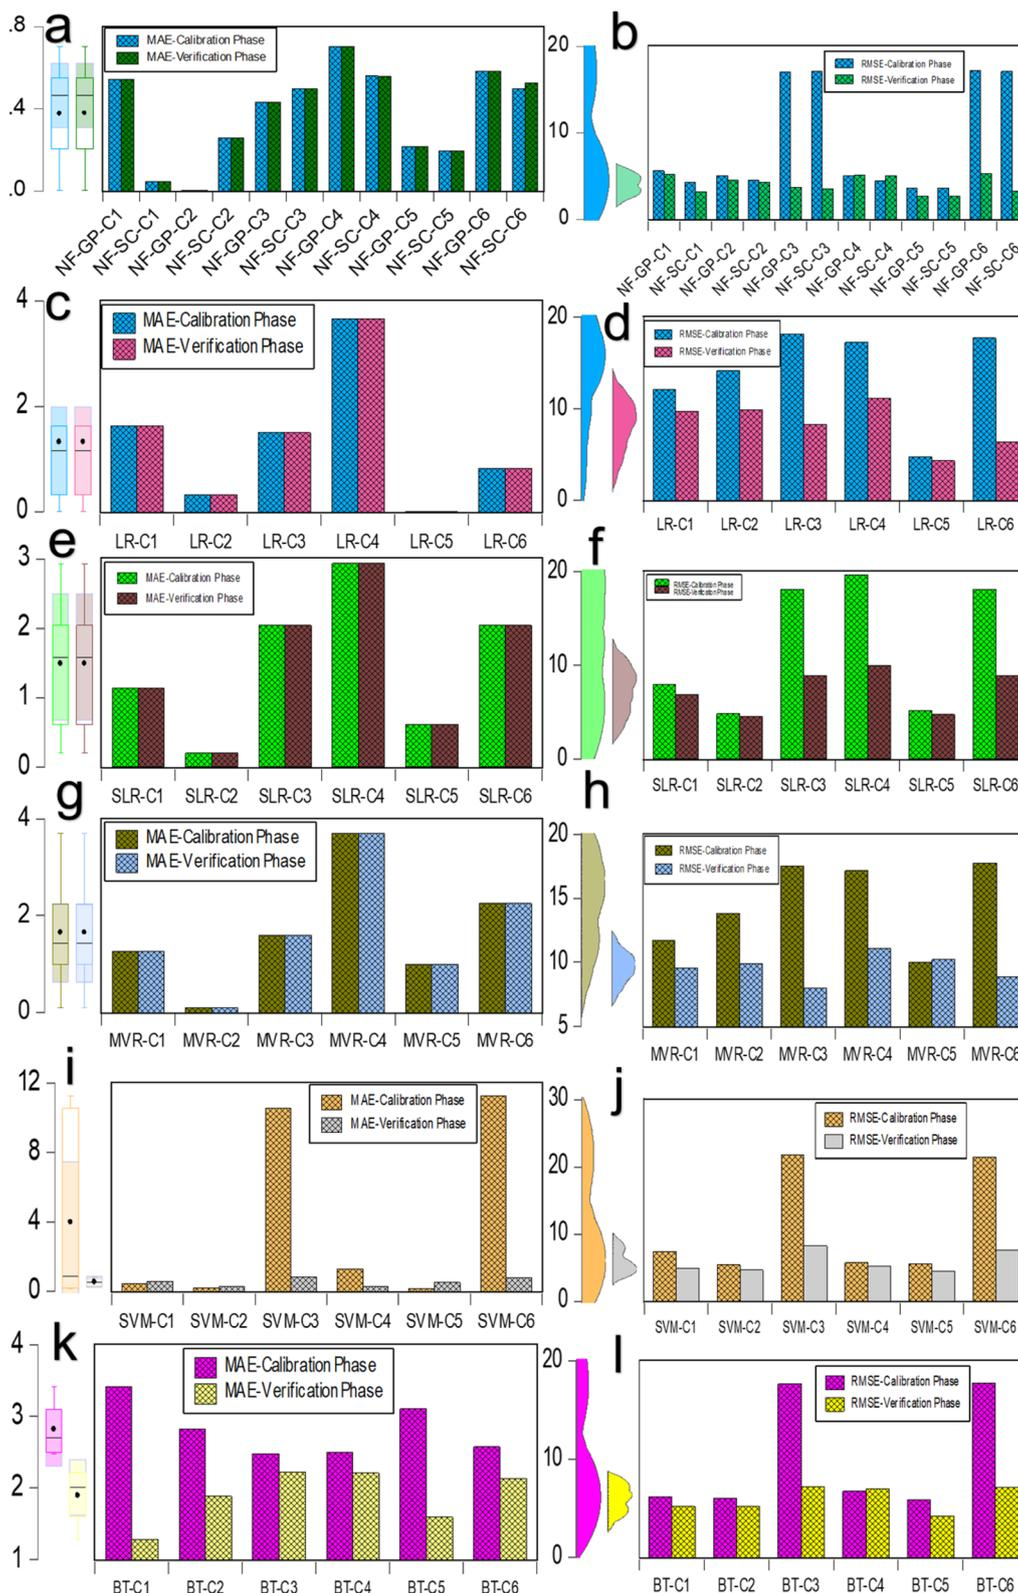 a
.8
.4
.0
MAE-Calibration Phase
MAE-Verification Phase
NF-GP-C1
NF-SC-C1
NF-GP-C2
NF-SC-C2
NF-GP-C3
NF-SC-C3
NF-GP-C4
NF-SC-C4
NF-GP-C5
NF-SC-C5
NF-GP-C6
NF-SC-C6
b
20
10
0
RMSE-Calibration Phase
RMSE-Verification Phase
NF-GP-C1
NF-SC-C1
NF-GP-C2
NF-SC-C2
NF-GP-C3
NF-SC-C3
NF-GP-C4
NF-SC-C4
NF-GP-C5
NF-SC-C5
NF-GP-C6
NF-SC-C6
c
4
2
0
MAE-Calibration Phase
MAE-Verification Phase
LR-C1 LR-C2 LR-C3 LR-C4 LR-C5 LR-C6
d
20
10
0
RMSE-Calibration Phase
RMSE-Verification Phase
LR-C1 LR-C2 LR-C3 LR-C4 LR-C5 LR-C6
e
3
2
1
0
MAE-Calibration Phase
MAE-Verification Phase
SLR-C1 SLR-C2 SLR-C3 SLR-C4 SLR-C5 SLR-C6
f
20
10
0
RMSE-Calibration Phase
RMSE-Verification Phase
SLR-C1 SLR-C2 SLR-C3 SLR-C4 SLR-C5 SLR-C6
g
4
2
0
MAE-Calibration Phase
MAE-Verification Phase
MVR-C1 MVR-C2 MVR-C3 MVR-C4 MVR-C5 MVR-C6
h
20
15
10
5
RMSE-Calibration Phase
RMSE-Verification Phase
MVR-C1 MVR-C2 MVR-C3 MVR-C4 MVR-C5 MVR-C6
i
12
8
4
0
MAE-Calibration Phase
MAE-Verification Phase
SVM-C1 SVM-C2 SVM-C3 SVM-C4 SVM-C5 SVM-C6
j
30
20
10
0
RMSE-Calibration Phase
RMSE-Verification Phase
SVM-C1 SVM-C2 SVM-C3 SVM-C4 SVM-C5 SVM-C6
k
4
3
2
1
MAE-Calibration Phase
MAE-Verification Phase
BT-C1 BT-C2 BT-C3 BT-C4 BT-C5 BT-C6
l
20
10
0
RMSE-Calibration Phase
RMSE-Verification Phase
BT-C1 BT-C2 BT-C3 BT-C4 BT-C5 BT-C6